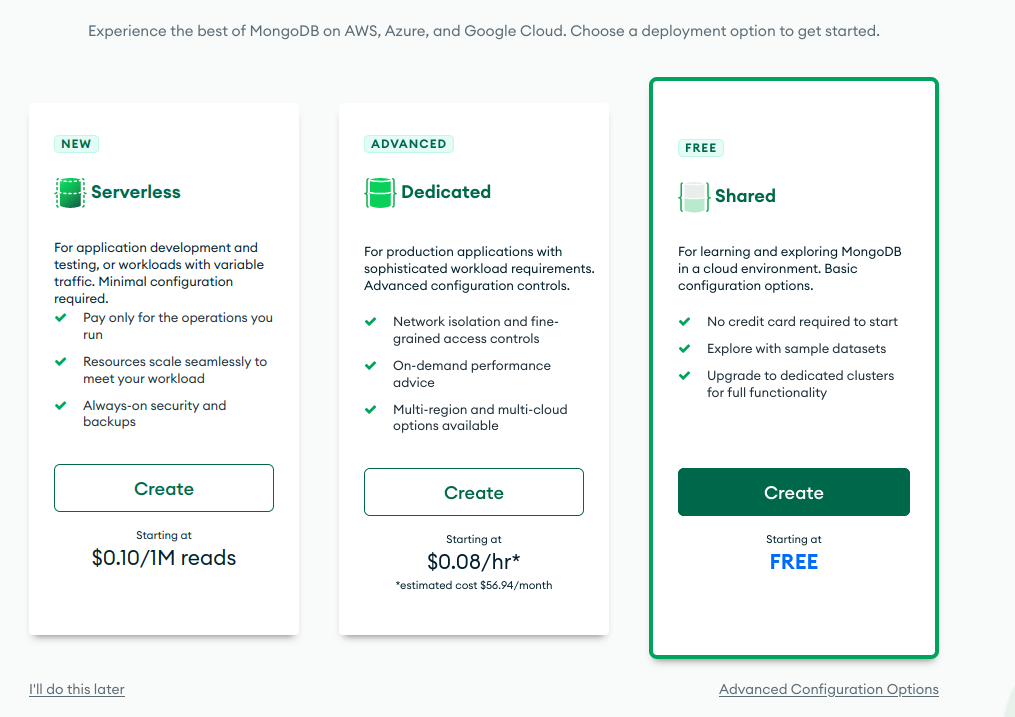 Experience the best of MongoDB on AWS, Azure, and Google Cloud. Choose a deployment option to get started.
NEW
Serverless
For application development and
testing, or workloads with variable
traffic. Minimal configuration
required.
Pay only for the operations you
run
Resources scale seamlessly to
meet your workload
Always-on security and
backups
Create
Starting at
$0.10/1M reads
ADVANCED
Dedicated
For production applications with
sophisticated workload requirements.
Advanced configuration controls.
Network isolation and fine-
grained access controls
On-demand performance
advice
Multi-region and multi-cloud
options available
Create
Starting at
$0.08/hr*
*estimated cost $56.94/month
FREE
Shared
For learning and exploring MongoDB
in a cloud environment. Basic
configuration options.
No credit card required to start
Explore with sample datasets
Upgrade to dedicated clusters
for full functionality
Create
Starting at
FREE
I'll do this later
Advanced Configuration Options